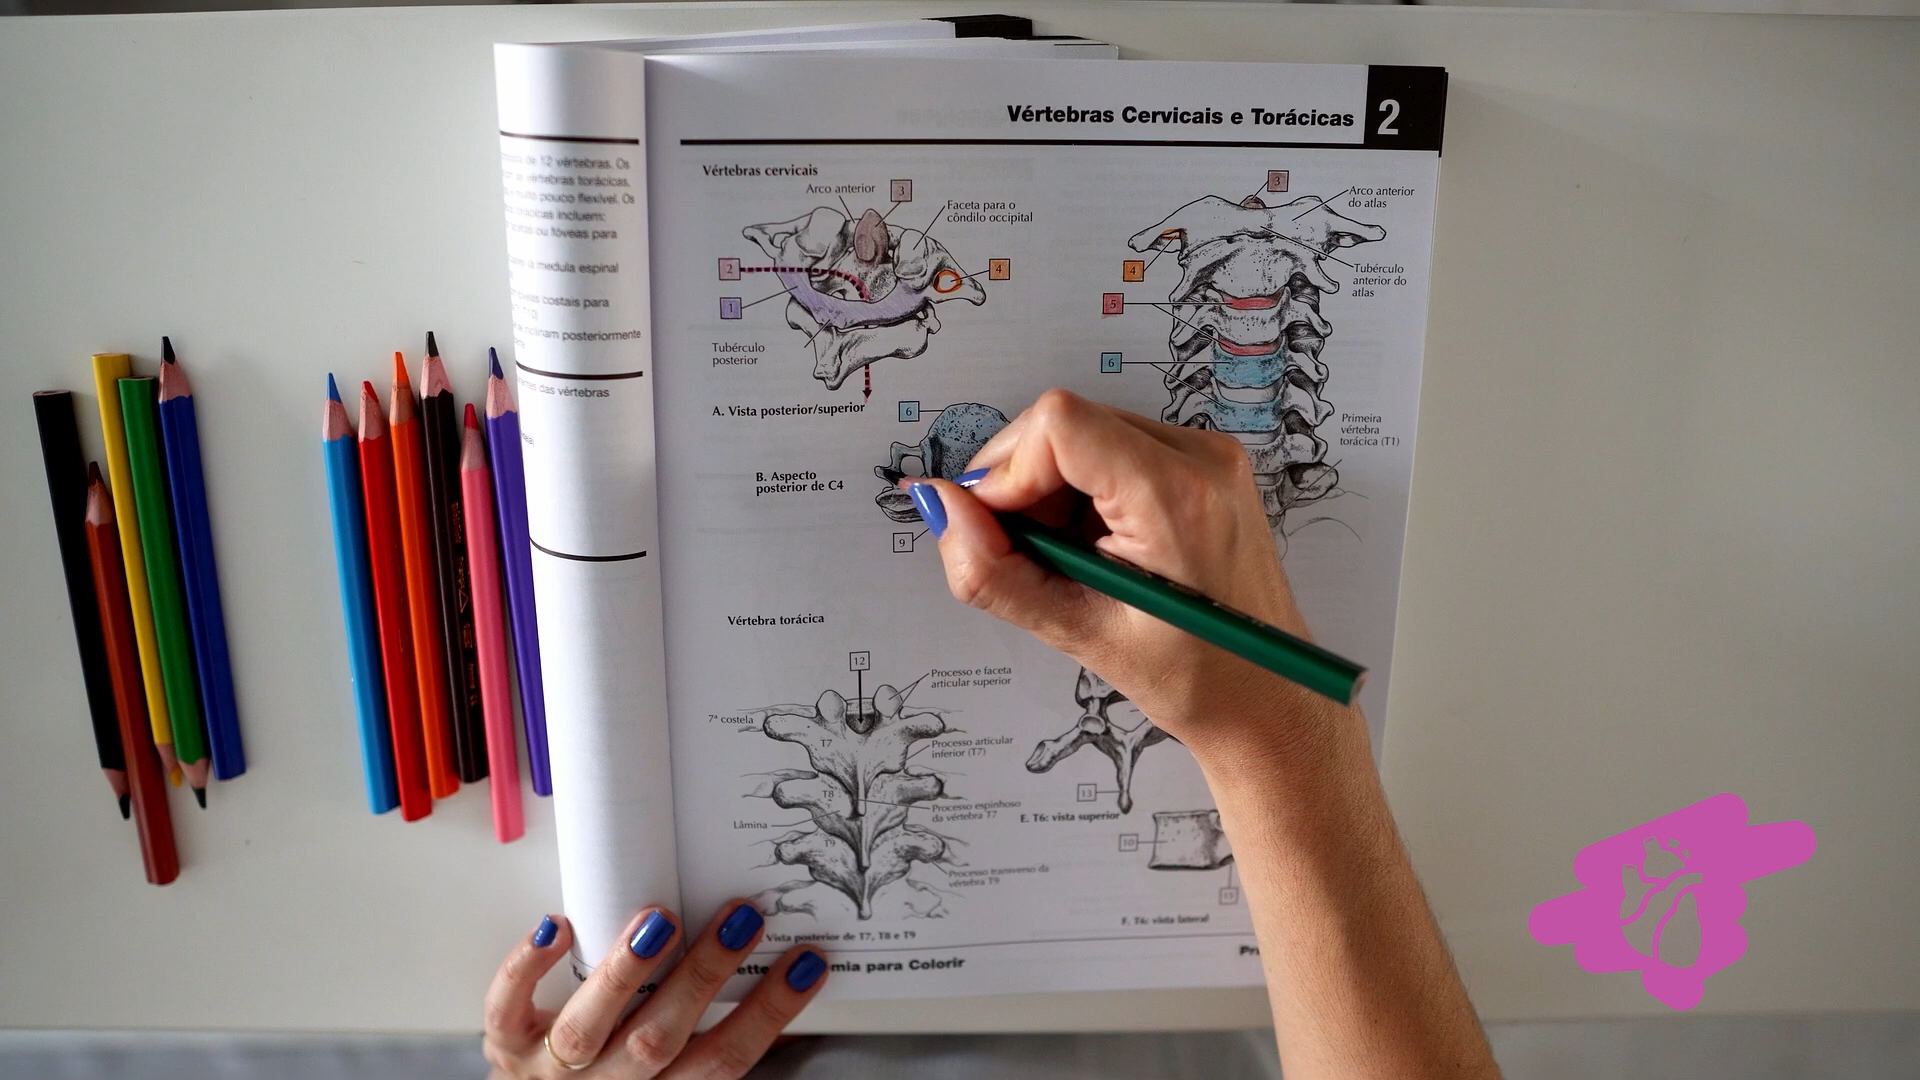 Vértebras Cervicais e Torácicas
2
de 12 vértebras. Os
vértebras torácicas,
pouco flexível. Os
torácicas incluem:
ou fóveas para
a medula espinal
costais para
inclinam posteriormente
das vértebras
Vértebras cervicais
Arco anterior
3
Faceta para o
côndilo occipital
2
4
1
Tubérculo
posterior
A. Vista posterior/superior
3
Arco anterior
do atlas
4
Tubérculo
anterior do
atlas
5
6
Primeira
vértebra
torácica (T1)
6
B. Aspecto
posterior de C4
9
Vértebra torácica
12
Processo e faceta
articular superior
7ª costela
T7
Processo articular
inferior (T7)
T8
Processo espinhoso
da vértebra T7
Lâmina
T9
Processo transverso da
vértebra T9
Vista posterior de T7, T8 e T9
13
E. T6: vista superior
10
F. T6: vista lateral
mia para Colorir